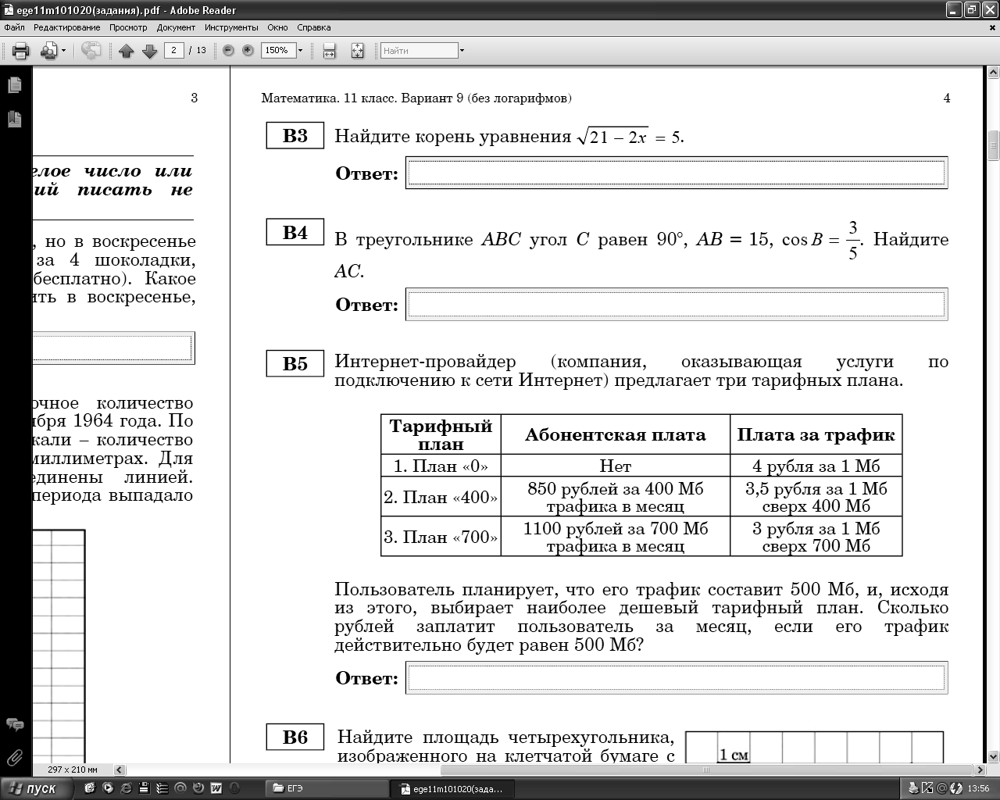 ege11m101020(задания).pdf - Adobe Reader
Файл Редактирование Просмотр Документ Инструменты Окно Справка
2 / 13 150% Найти
3
елое число или
ий писать не
, но в воскресенье
за 4 шоколадки,
бесплатно). Какое
ить в воскресенье,
очное количество
ября 1964 года. По
кали – количество
миллиметрах. Для
единены линией.
периода выпадало
Математика. 11 класс. Вариант 9 (без логарифмов) 4
B3 Найдите корень уравнения √(21 − 2x) = 5.
Ответ:
B4 В треугольнике ABC угол C равен 90°, AB = 15, cos B = 3/5. Найдите
AC.
Ответ:
B5 Интернет-провайдер (компания, оказывающая услуги по
подключению к сети Интернет) предлагает три тарифных плана.
Тарифный план Абонентская плата Плата за трафик
1. План «0» Нет 4 рубля за 1 Мб
2. План «400» 850 рублей за 400 Мб трафика в месяц 3,5 рубля за 1 Мб сверх 400 Мб
3. План «700» 1100 рублей за 700 Мб трафика в месяц 3 рубля за 1 Мб сверх 700 Мб
Пользователь планирует, что его трафик составит 500 Мб, и, исходя
из этого, выбирает наиболее дешевый тарифный план. Сколько
рублей заплатит пользователь за месяц, если его трафик
действительно будет равен 500 Мб?
Ответ:
B6 Найдите площадь четырехугольника,
изображенного на клетчатой бумаге с
1 см
297 x 210 мм
пуск ЕГЭ ege11m101020(зада... 13:56